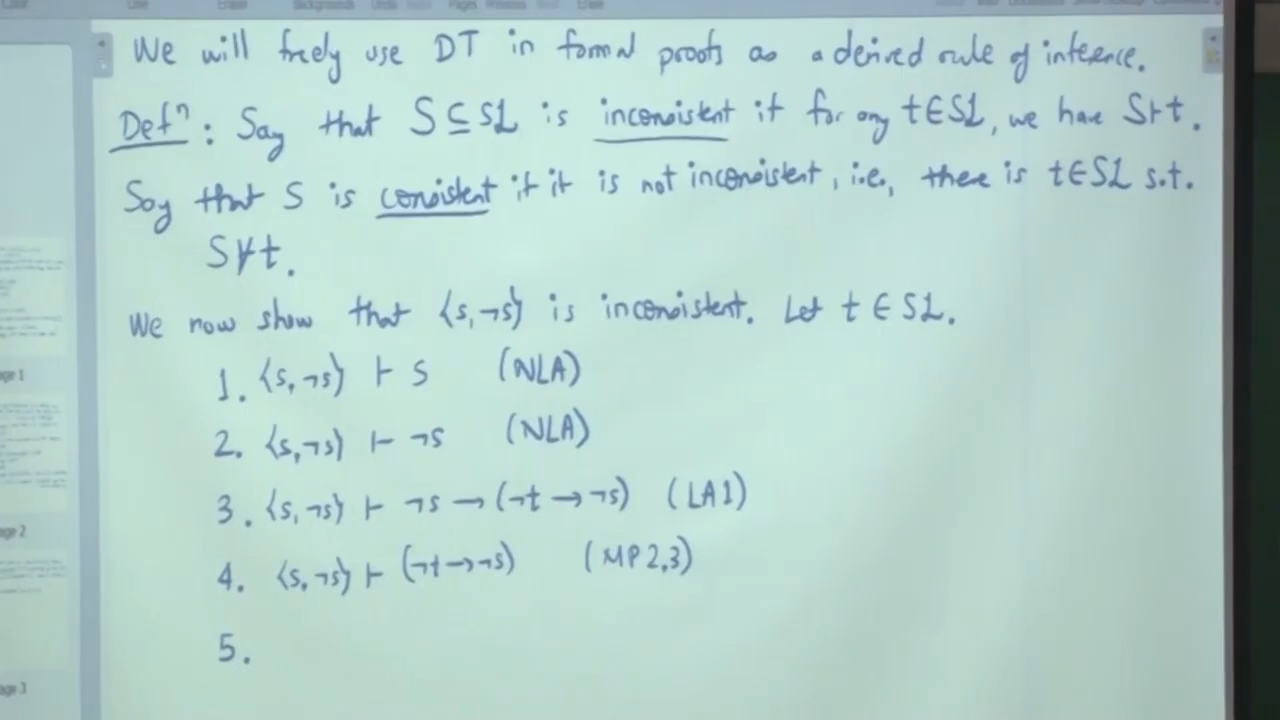 We will freely use DT in formal proofs as a derived rule of inference.
Defⁿ: Say that S ⊆ SL is inconsistent if for any t ∈ SL, we have S ⊢ t.
Say that S is consistent if it is not inconsistent, i.e., there is t ∈ SL s.t.
S ⊬ t.
We now show that {s, ¬s} is inconsistent. Let t ∈ SL.
1. {s, ¬s} ⊢ s (NLA)
2. {s, ¬s} ⊢ ¬s (NLA)
3. {s, ¬s} ⊢ ¬s → (¬t → ¬s) (LA1)
4. {s, ¬s} ⊢ (¬t → ¬s) (MP 2,3)
5.